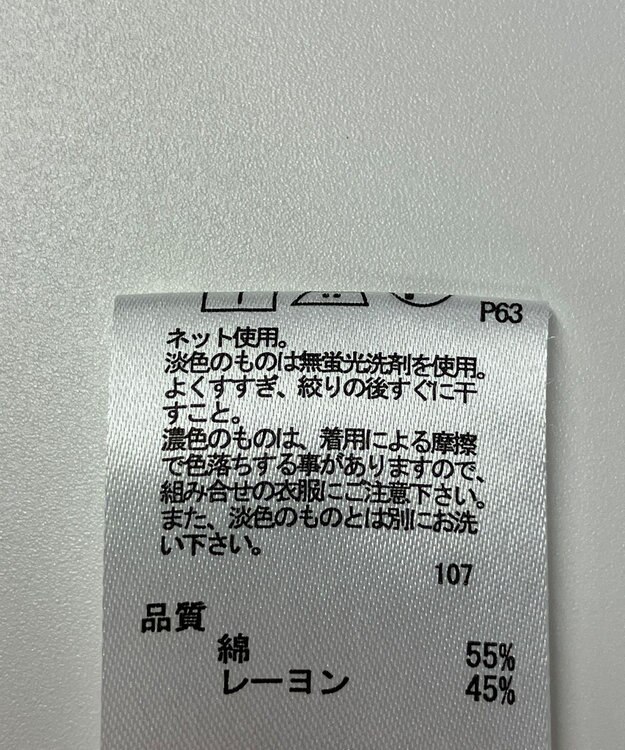 P63
ネット使用。
淡色のものは無蛍光洗剤を使用。
よくすすぎ、絞りの後すぐに干
すこと。
濃色のものは、着用による摩擦
で色落ちする事がありますので、
組み合せの衣服にご注意下さい。
また、淡色のものとは別にお洗
い下さい。
107
品質
綿 55%
レーヨン 45%